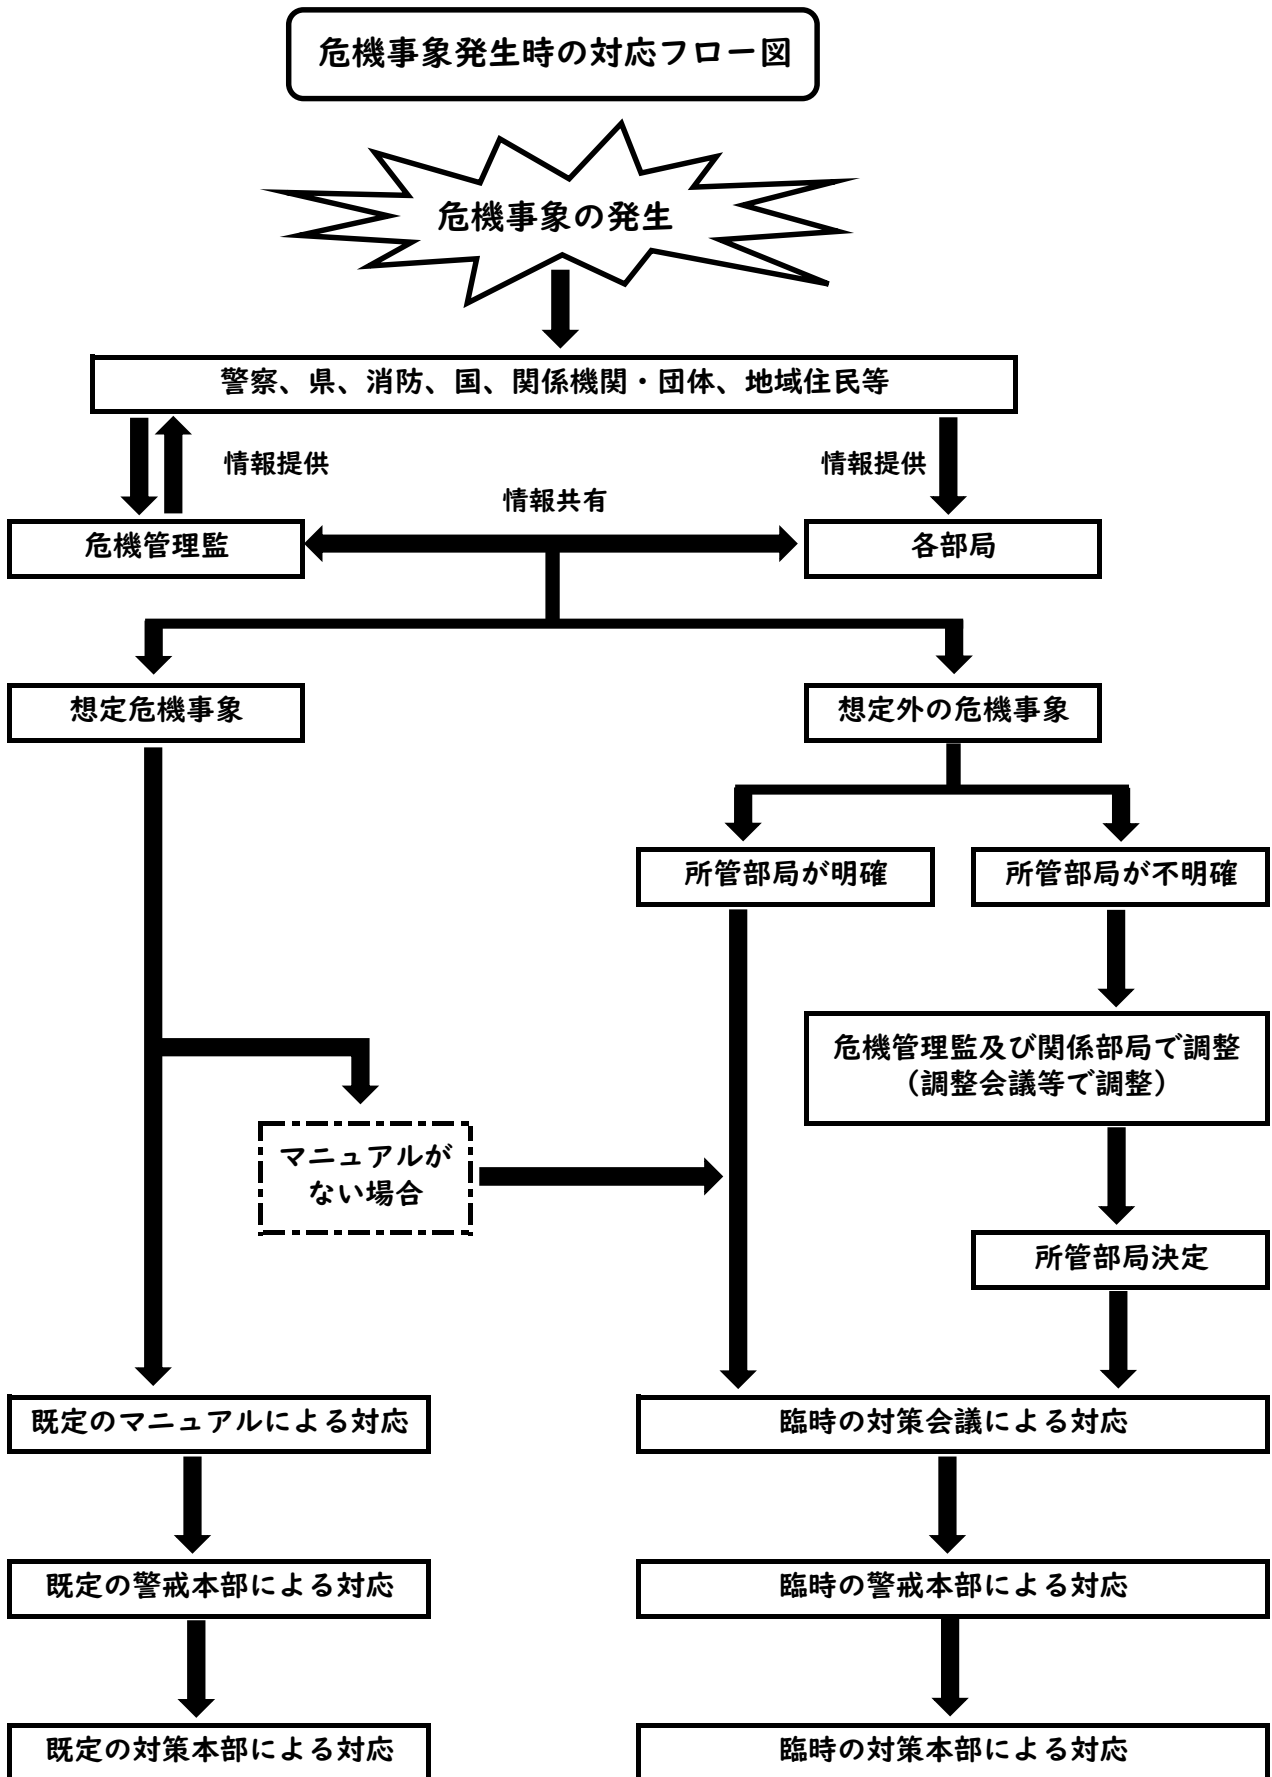 危機事象発生時の対応フロー図
危機事象の発生
警察、県、消防、国、関係機関・団体、地域住民等
情報提供
情報提供
情報共有
危機管理監
各部局
想定危機事象
想定外の危機事象
所管部局が明確
所管部局が不明確
危機管理監及び関係部局で調整
（調整会議等で調整）
マニュアルが
ない場合
所管部局決定
既定のマニュアルによる対応
臨時の対策会議による対応
既定の警戒本部による対応
臨時の警戒本部による対応
既定の対策本部による対応
臨時の対策本部による対応